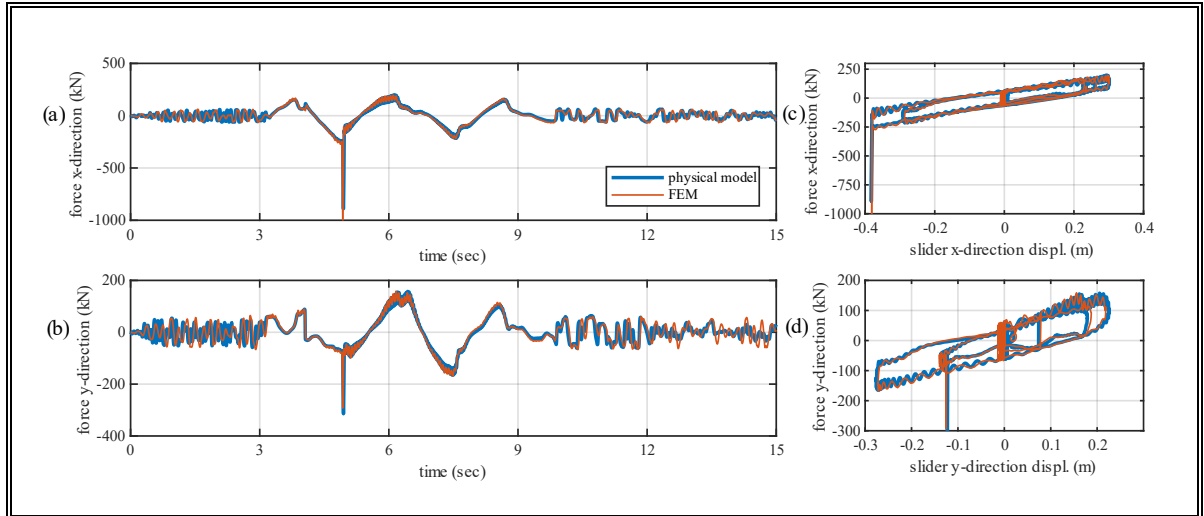 (a)
force x-direction (kN)
500
0
-500
-1000
0 3 6 9 12 15
time (sec)
physical model
FEM
(b)
force y-direction (kN)
200
0
-200
-400
0 3 6 9 12 15
time (sec)
(c)
force x-direction (kN)
250
0
-250
-500
-750
-1000
-0.4 -0.2 0 0.2 0.4
slider x-direction displ. (m)
(d)
force y-direction (kN)
200
100
0
-100
-200
-300
-0.3 -0.2 -0.1 0 0.1 0.2
slider y-direction displ. (m)